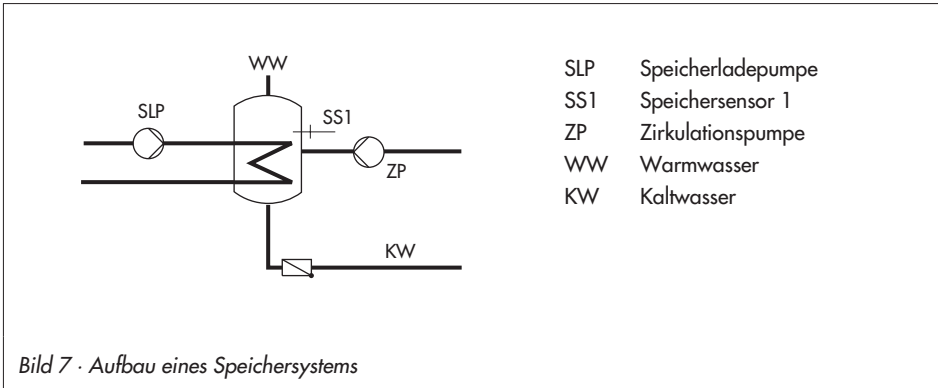 WW
SLP
SS1
ZP
KW
SLP Speicherladepumpe
SS1 Speichersensor 1
ZP Zirkulationspumpe
WW Warmwasser
KW Kaltwasser
Bild 7 · Aufbau eines Speichersystems